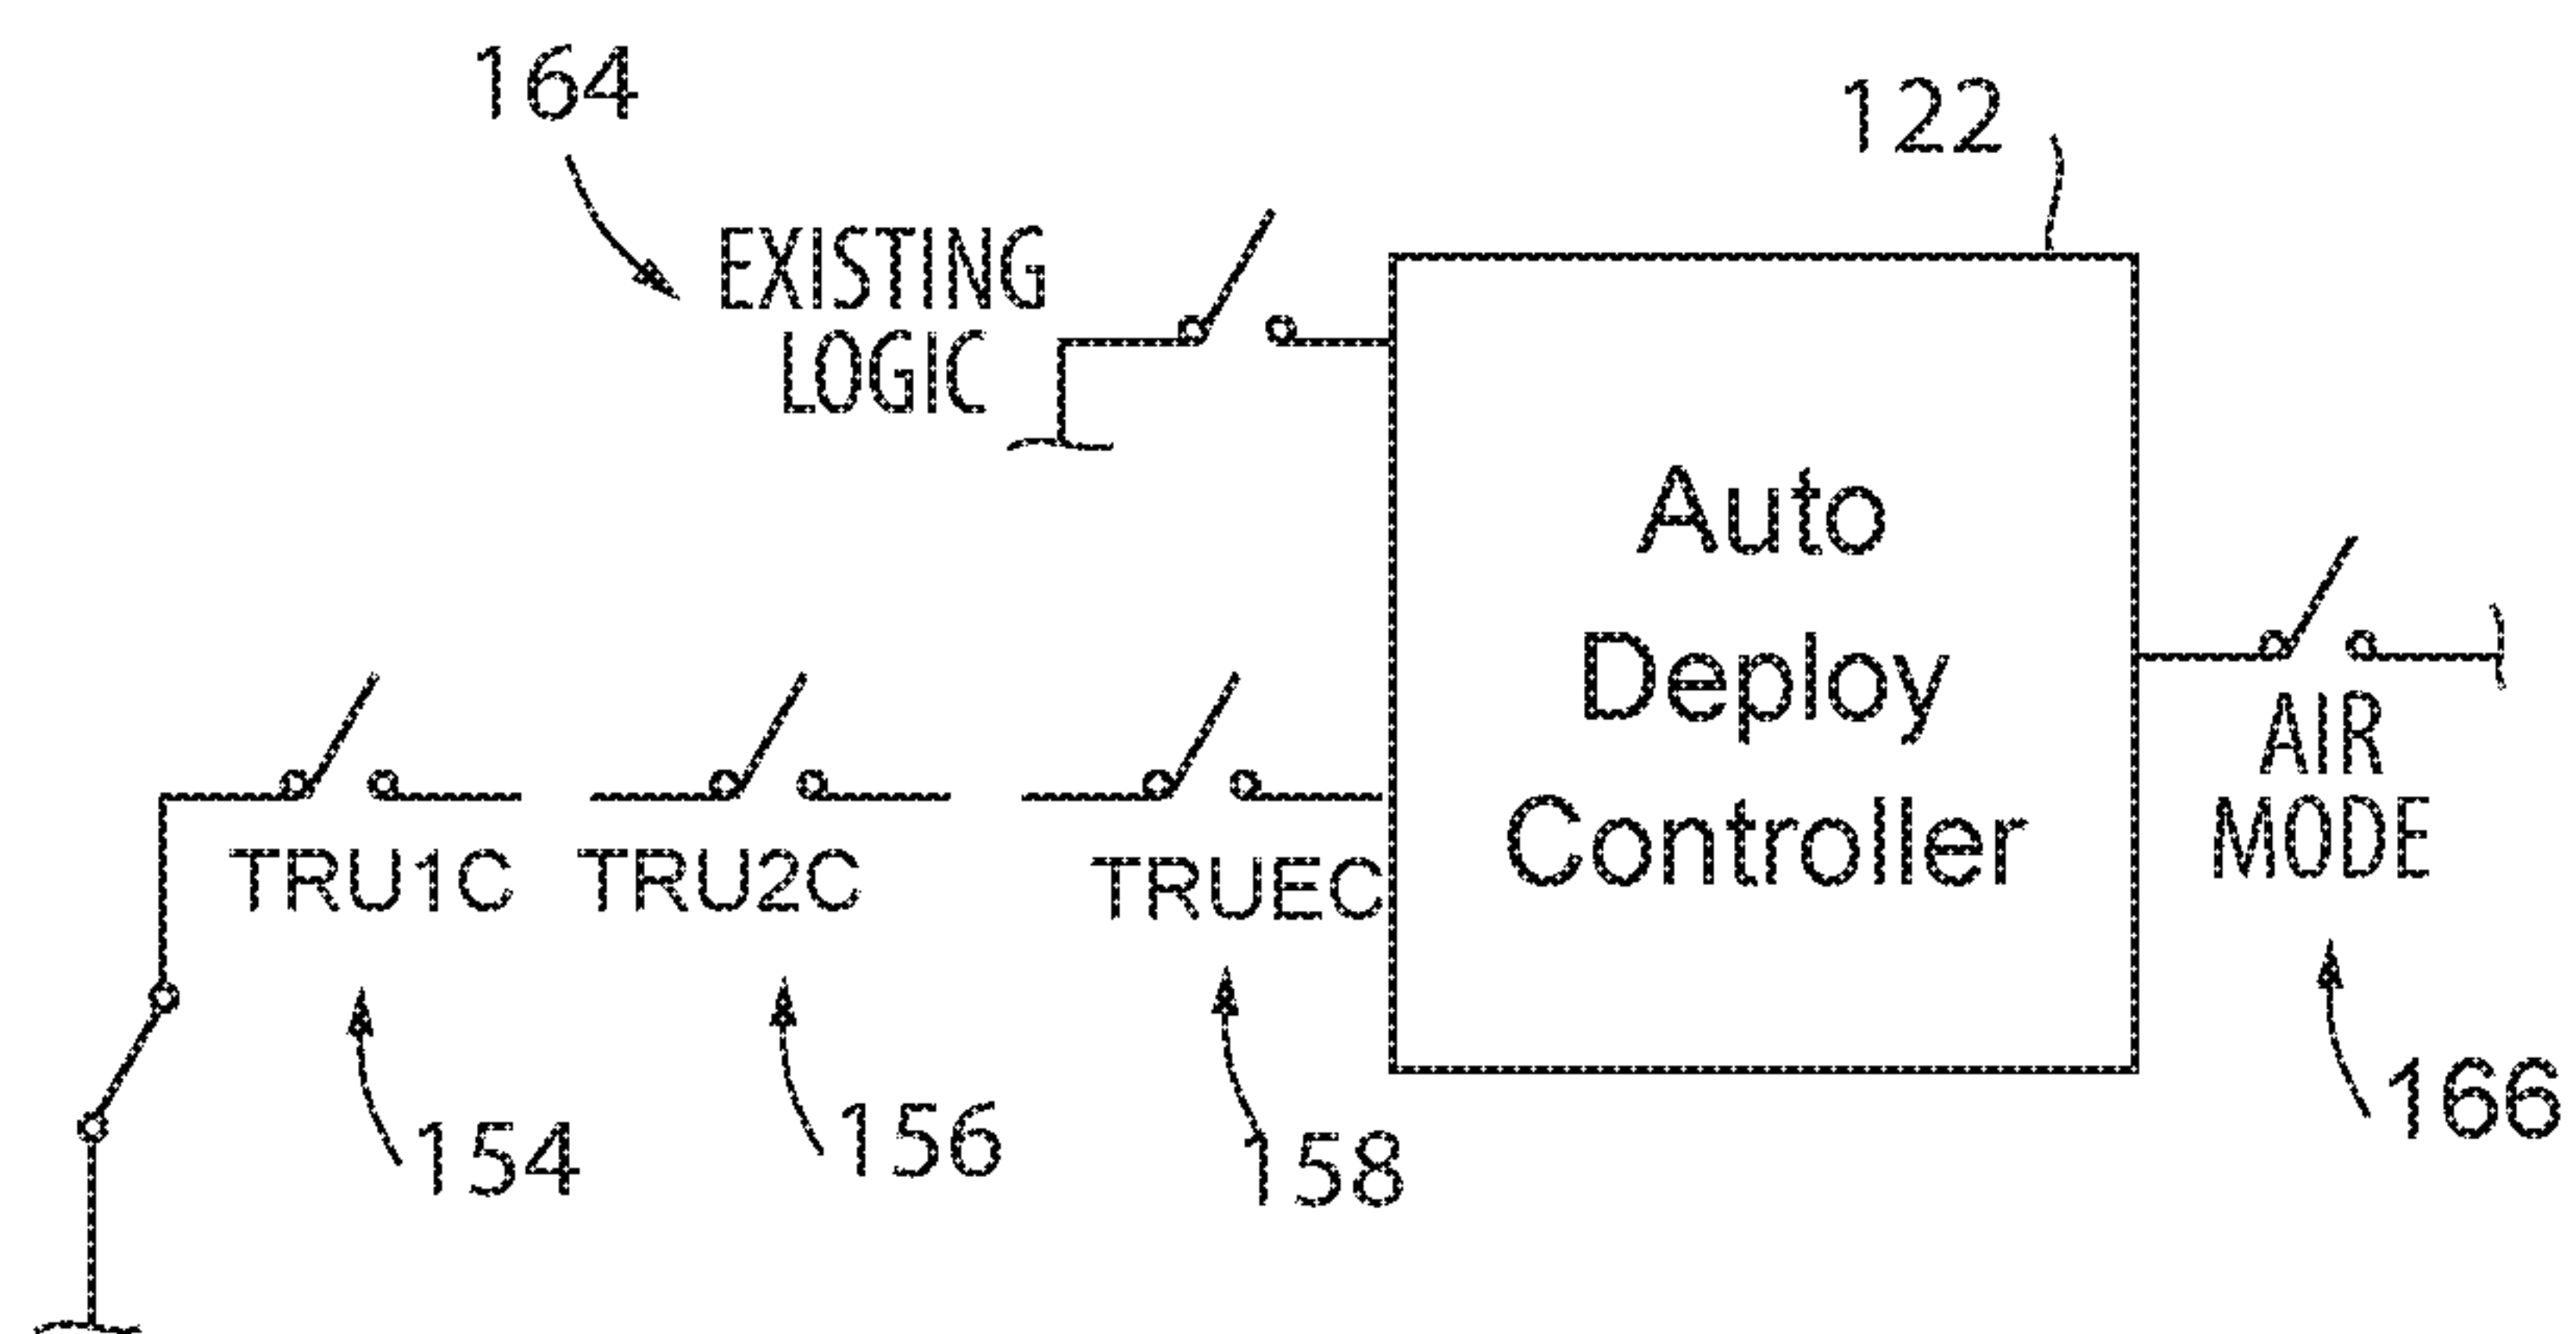 164
122
EXISTING
LOGIC
Auto
Deploy
Controller
AIR
MODE
TRU1C
TRU2C
TRUEC
154
156
158
166